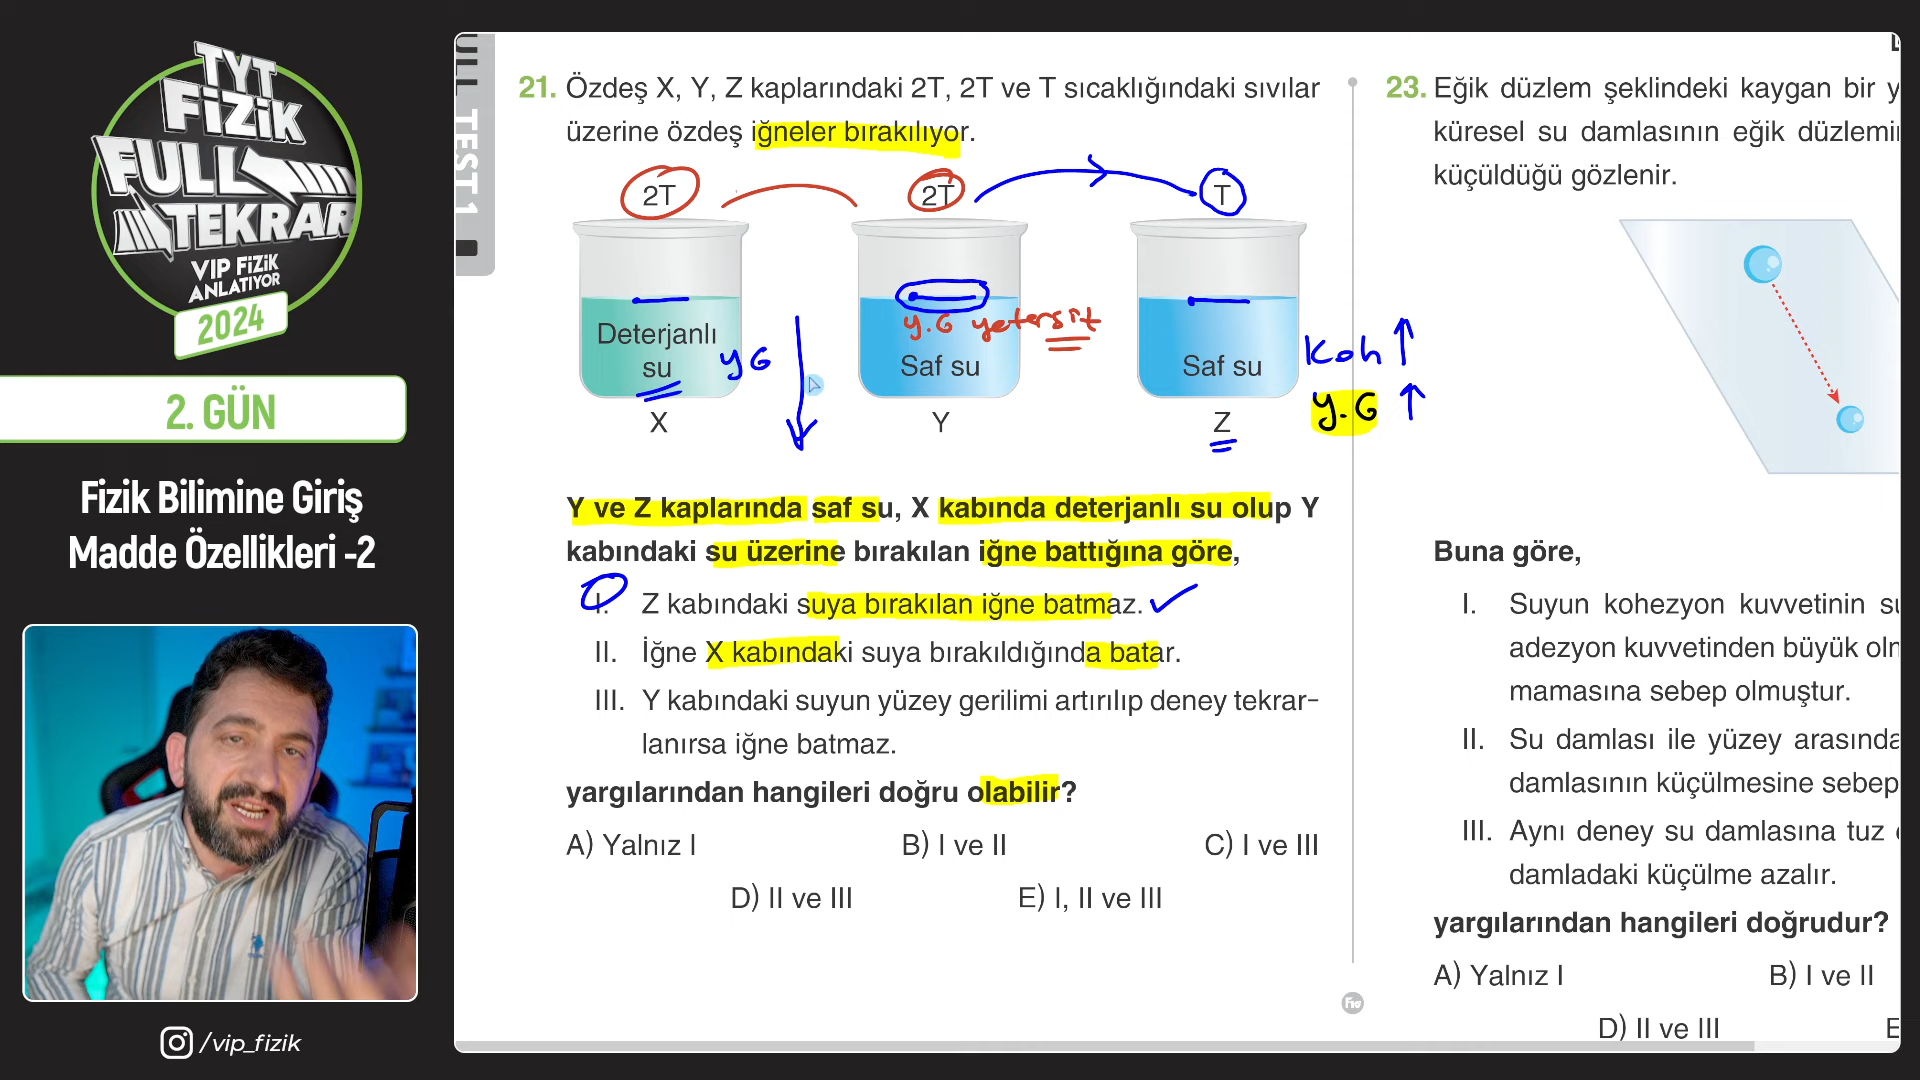 TYT
FiZiK
FULL
TEKRAR
VIP FiZiK
ANLATIYOR
2024
2. GÜN
Fizik Bilimine Giriş
Madde Özellikleri -2
/vip_fizik
ULL TEST 1
21. Özdeş X, Y, Z kaplarındaki 2T, 2T ve T sıcaklığındaki sıvılar
üzerine özdeş iğneler bırakılıyor.
2T
2T
T
Deterjanlı
su
y G
y.G yetersit
Saf su
Saf su
Koh ↑
y.G ↑
X
Y
Z
Y ve Z kaplarında saf su, X kabında deterjanlı su olup Y
kabındaki su üzerine bırakılan iğne battığına göre,
I. Z kabındaki suya bırakılan iğne batmaz.
II. İğne X kabındaki suya bırakıldığında batar.
III. Y kabındaki suyun yüzey gerilimi artırılıp deney tekrar-
lanırsa iğne batmaz.
yargılarından hangileri doğru olabilir?
A) Yalnız I B) I ve II C) I ve III
D) II ve III E) I, II ve III
23. Eğik düzlem şeklindeki kaygan bir y
küresel su damlasının eğik düzlemi
küçüldüğü gözlenir.
Buna göre,
I. Suyun kohezyon kuvvetinin su
adezyon kuvvetinden büyük olm
mamasına sebep olmuştur.
II. Su damlası ile yüzey arasında
damlasının küçülmesine sebep
III. Aynı deney su damlasına tuz
damladaki küçülme azalır.
yargılarından hangileri doğrudur?
A) Yalnız I B) I ve II
D) II ve III E